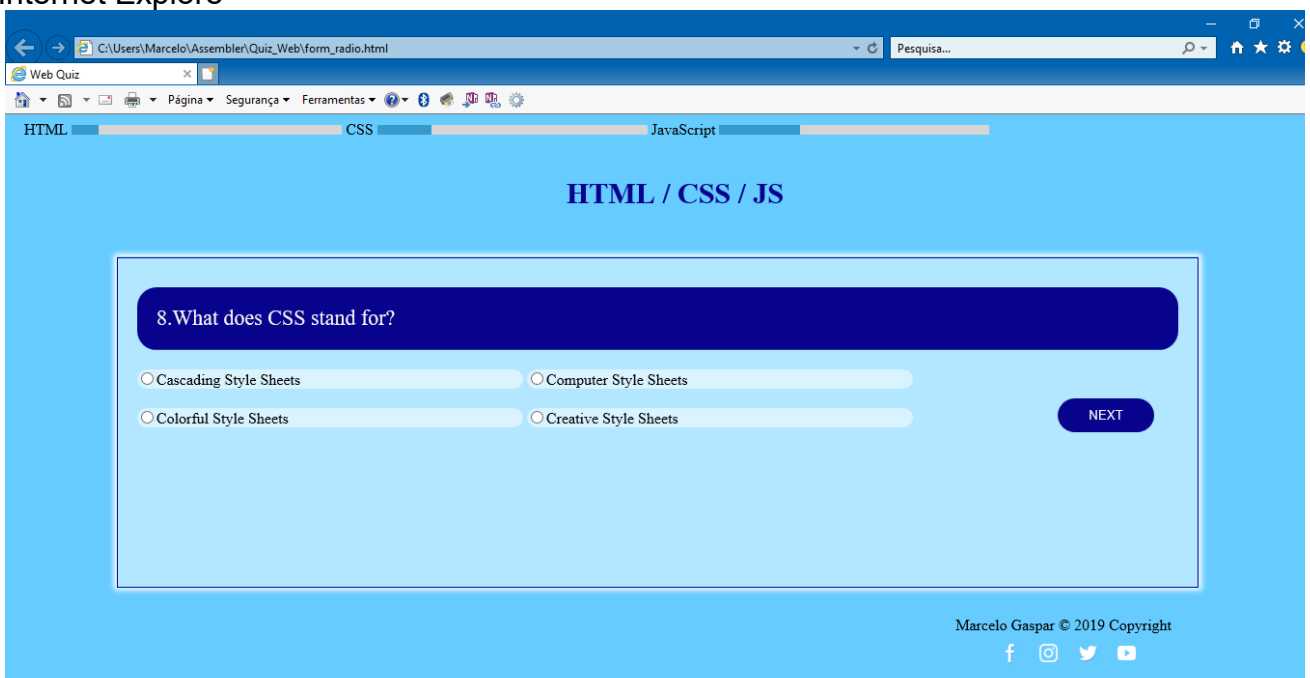 Internet Explore
C:\Users\Marcelo\Assembler\Quiz_Web\form_radio.html
Pesquisa...
Web Quiz
Página Segurança Ferramentas
HTML CSS JavaScript
HTML / CSS / JS
8.What does CSS stand for?
Cascading Style Sheets Computer Style Sheets
Colorful Style Sheets Creative Style Sheets
NEXT
Marcelo Gaspar © 2019 Copyright